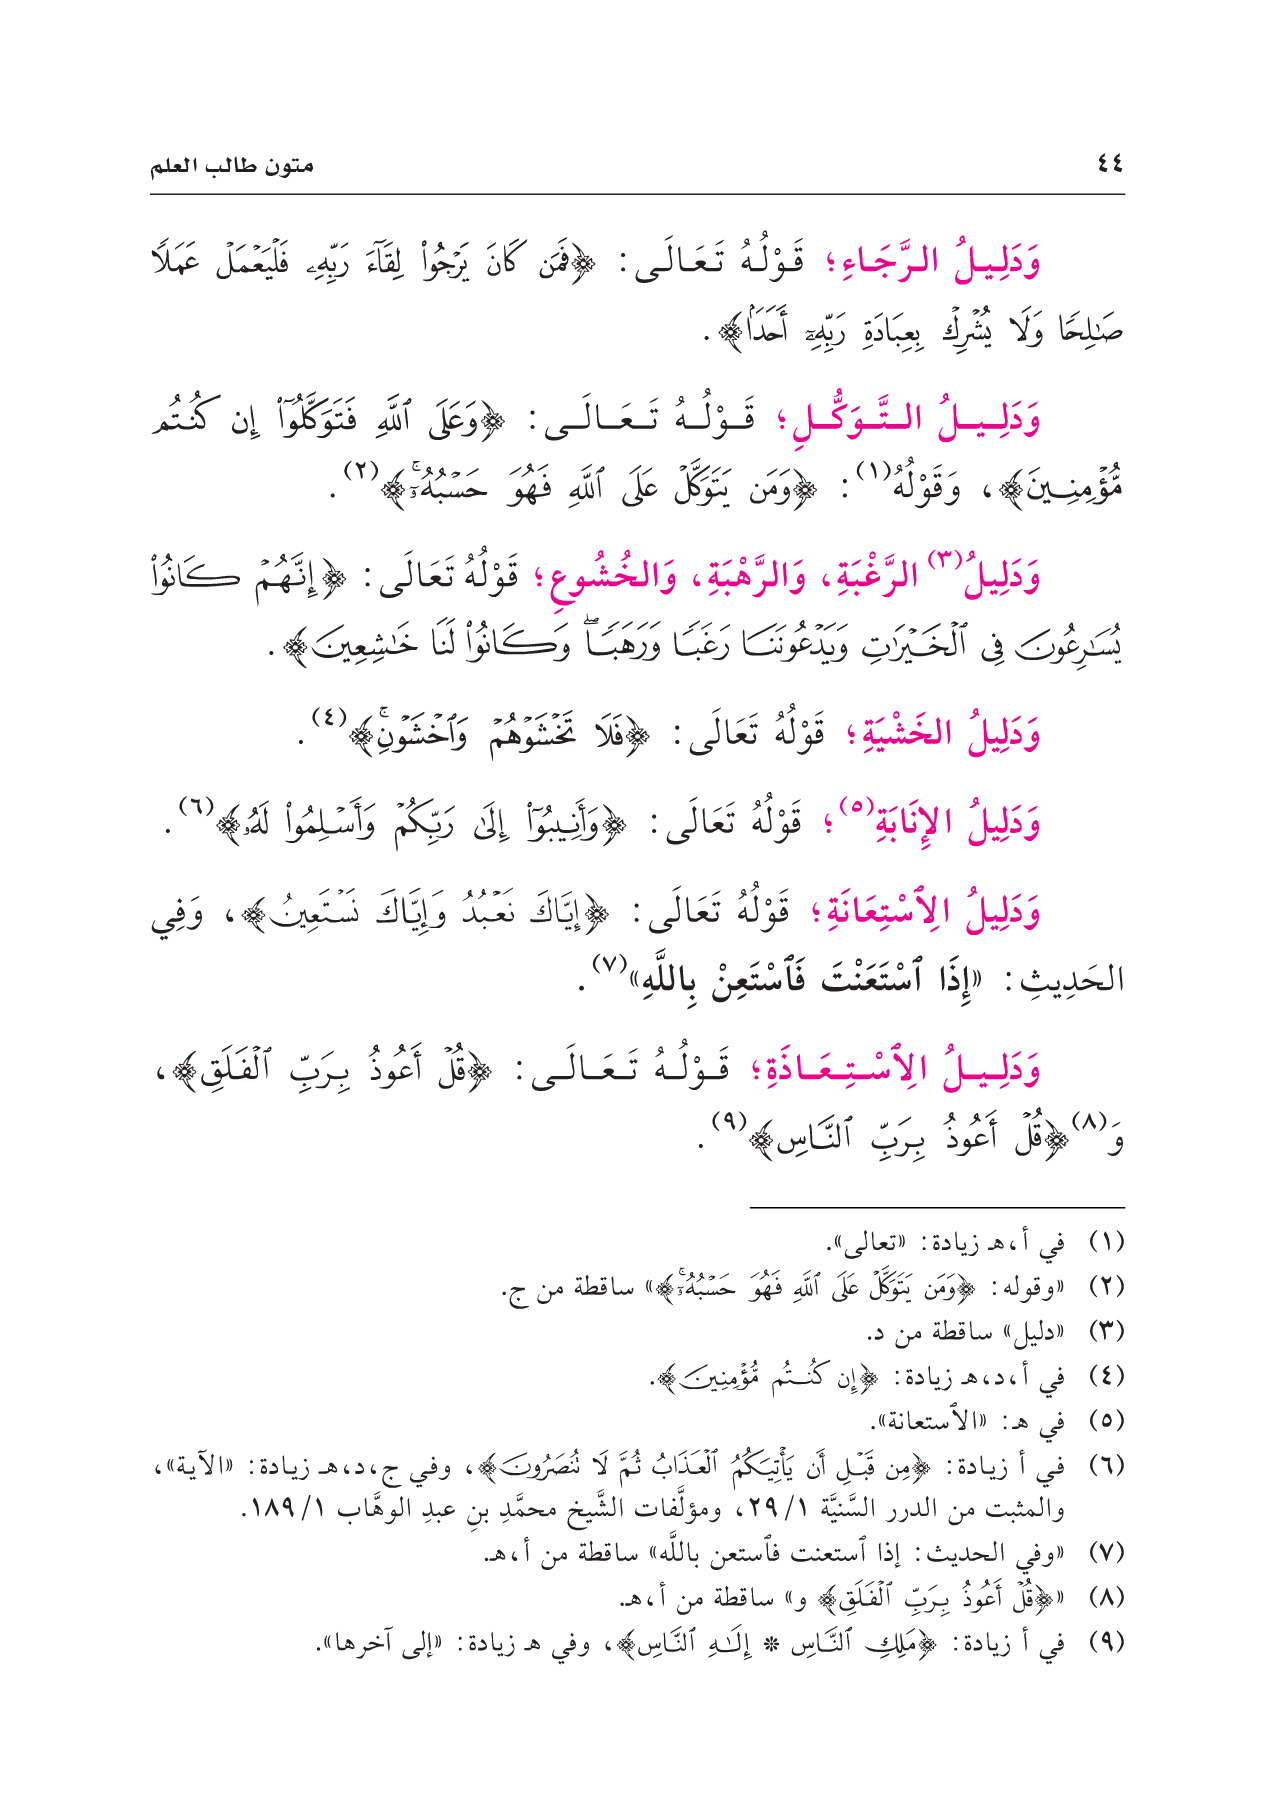 ٤٤ متون طالب العلم
وَدَلِيلُ الرَّجَاءِ؛ قَوْلُهُ تَعَالَى: ﴿فَمَن كَانَ يَرۡجُواْ لِقَآءَ رَبِّهِۦ فَلۡيَعۡمَلۡ عَمَلٗا
صَٰلِحٗا وَلَا يُشۡرِكۡ بِعِبَادَةِ رَبِّهِۦٓ أَحَدَۢا﴾.
وَدَلِيلُ التَّوَكُّلِ؛ قَوْلُهُ تَعَالَى: ﴿وَعَلَى ٱللَّهِ فَتَوَكَّلُوٓاْ إِن كُنتُم
مُّؤۡمِنِينَ﴾، وَقَوْلُهُ(١): ﴿وَمَن يَتَوَكَّلۡ عَلَى ٱللَّهِ فَهُوَ حَسۡبُهُۥٓۚ﴾(٢).
وَدَلِيلُ(٣) الرَّغْبَةِ، وَالرَّهْبَةِ، وَالخُشُوعِ؛ قَوْلُهُ تَعَالَى: ﴿إِنَّهُمۡ كَانُواْ
يُسَٰرِعُونَ فِي ٱلۡخَيۡرَٰتِ وَيَدۡعُونَنَا رَغَبٗا وَرَهَبٗاۖ وَكَانُواْ لَنَا خَٰشِعِينَ﴾.
وَدَلِيلُ الخَشْيَةِ؛ قَوْلُهُ تَعَالَى: ﴿فَلَا تَخۡشَوۡهُمۡ وَٱخۡشَوۡنِۚ﴾(٤).
وَدَلِيلُ الإِنَابَةِ(٥)؛ قَوْلُهُ تَعَالَى: ﴿وَأَنِيبُوٓاْ إِلَىٰ رَبِّكُمۡ وَأَسۡلِمُواْ لَهُۥ﴾(٦).
وَدَلِيلُ الِٱسْتِعَانَةِ؛ قَوْلُهُ تَعَالَى: ﴿إِيَّاكَ نَعۡبُدُ وَإِيَّاكَ نَسۡتَعِينُ﴾، وَفِي
الحَدِيثِ: «إِذَا ٱسْتَعَنْتَ فَٱسْتَعِنْ بِاللَّهِ»(٧).
وَدَلِيلُ الِٱسْتِعَاذَةِ؛ قَوْلُهُ تَعَالَى: ﴿قُلۡ أَعُوذُ بِرَبِّ ٱلۡفَلَقِ﴾،
وَ(٨)﴿قُلۡ أَعُوذُ بِرَبِّ ٱلنَّاسِ﴾(٩).
(١) في أ، هـ زيادة: «تعالى».
(٢) «وقوله: ﴿وَمَن يَتَوَكَّلۡ عَلَى ٱللَّهِ فَهُوَ حَسۡبُهُۥٓۚ﴾» ساقطة من ج.
(٣) «دليل» ساقطة من د.
(٤) في أ، د، هـ زيادة: ﴿إِن كُنتُم مُّؤۡمِنِينَ﴾.
(٥) في هـ: «الٱستعانة».
(٦) في أ زيادة: ﴿مِن قَبۡلِ أَن يَأۡتِيَكُمُ ٱلۡعَذَابُ ثُمَّ لَا تُنصَرُونَ﴾، وفي ج، د، هـ زيادة: «الآية»،
والمثبت من الدرر السَّنيَّة ٢٩/١، ومؤلَّفات الشَّيخ محمَّدِ بنِ عبدِ الوهَّاب ١٨٩/١.
(٧) «وفي الحديث: إذا ٱستعنت فٱستعن باللَّه» ساقطة من أ، هـ.
(٨) «﴿قُلۡ أَعُوذُ بِرَبِّ ٱلۡفَلَقِ﴾ و» ساقطة من أ، هـ.
(٩) في أ زيادة: ﴿مَلِكِ ٱلنَّاسِ * إِلَٰهِ ٱلنَّاسِ﴾، وفي هـ زيادة: «إلى آخرها».